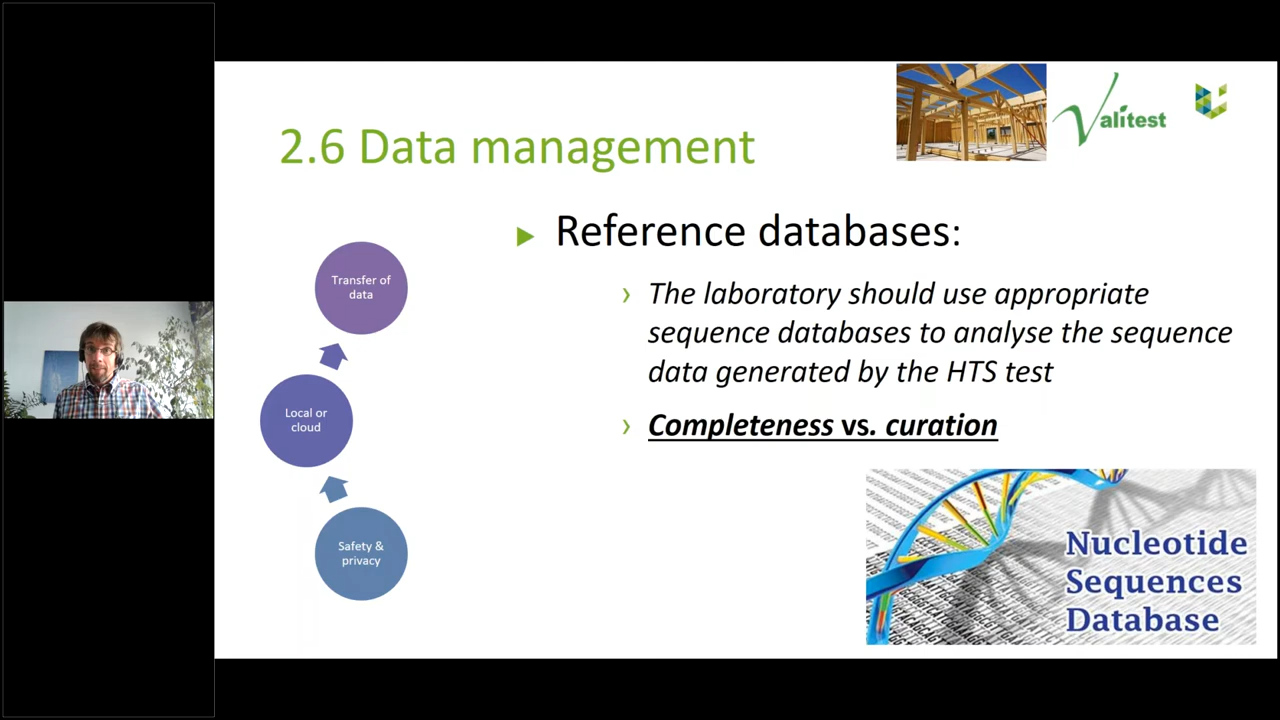 Valitest
2.6 Data management
Reference databases:
The laboratory should use appropriate
sequence databases to analyse the sequence
data generated by the HTS test
Completeness vs. curation
Transfer of
data
Local or
cloud
Safety &
privacy
Nucleotide
Sequences
Database